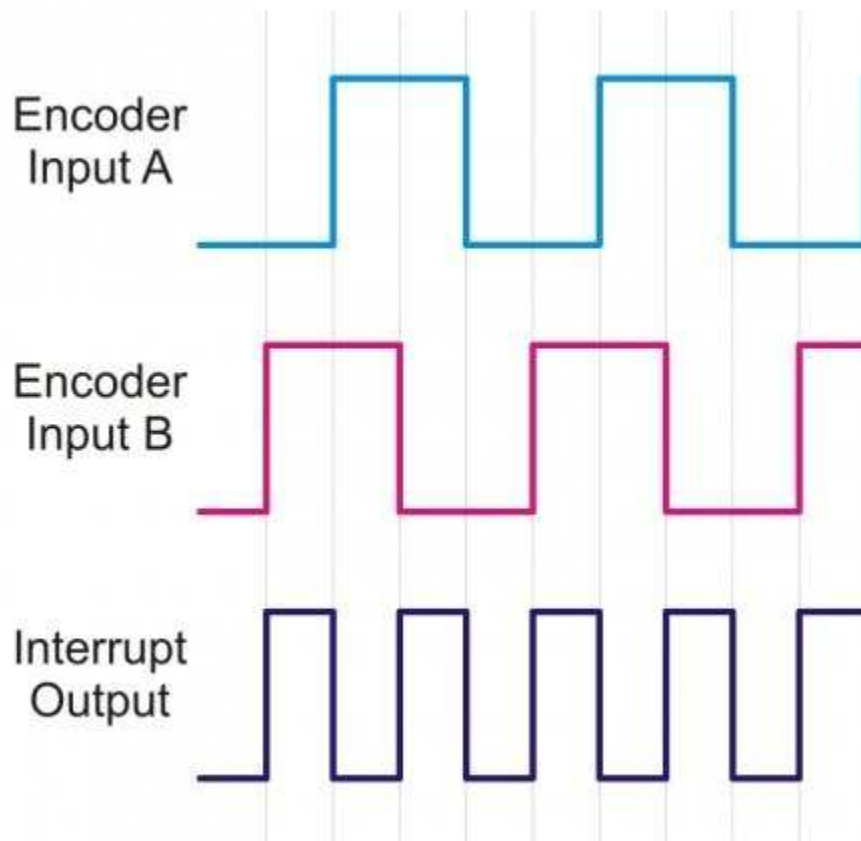 Encoder
Input A
Encoder
Input B
Interrupt
Output